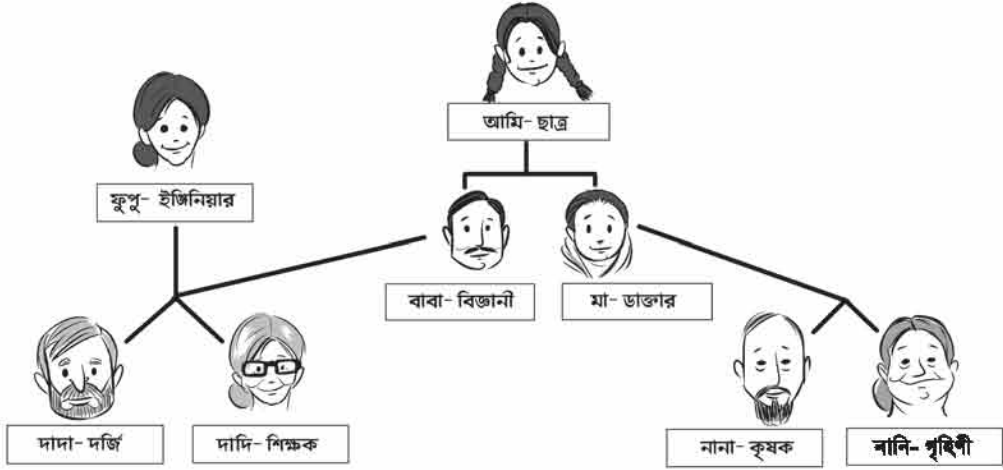 আমি- ছাত্র
ফুপু- ইঞ্জিনিয়ার
বাবা- বিজ্ঞানী
মা- ডাক্তার
দাদা- দর্জি
দাদি- শিক্ষক
নানা- কৃষক
নানি- গৃহিণী